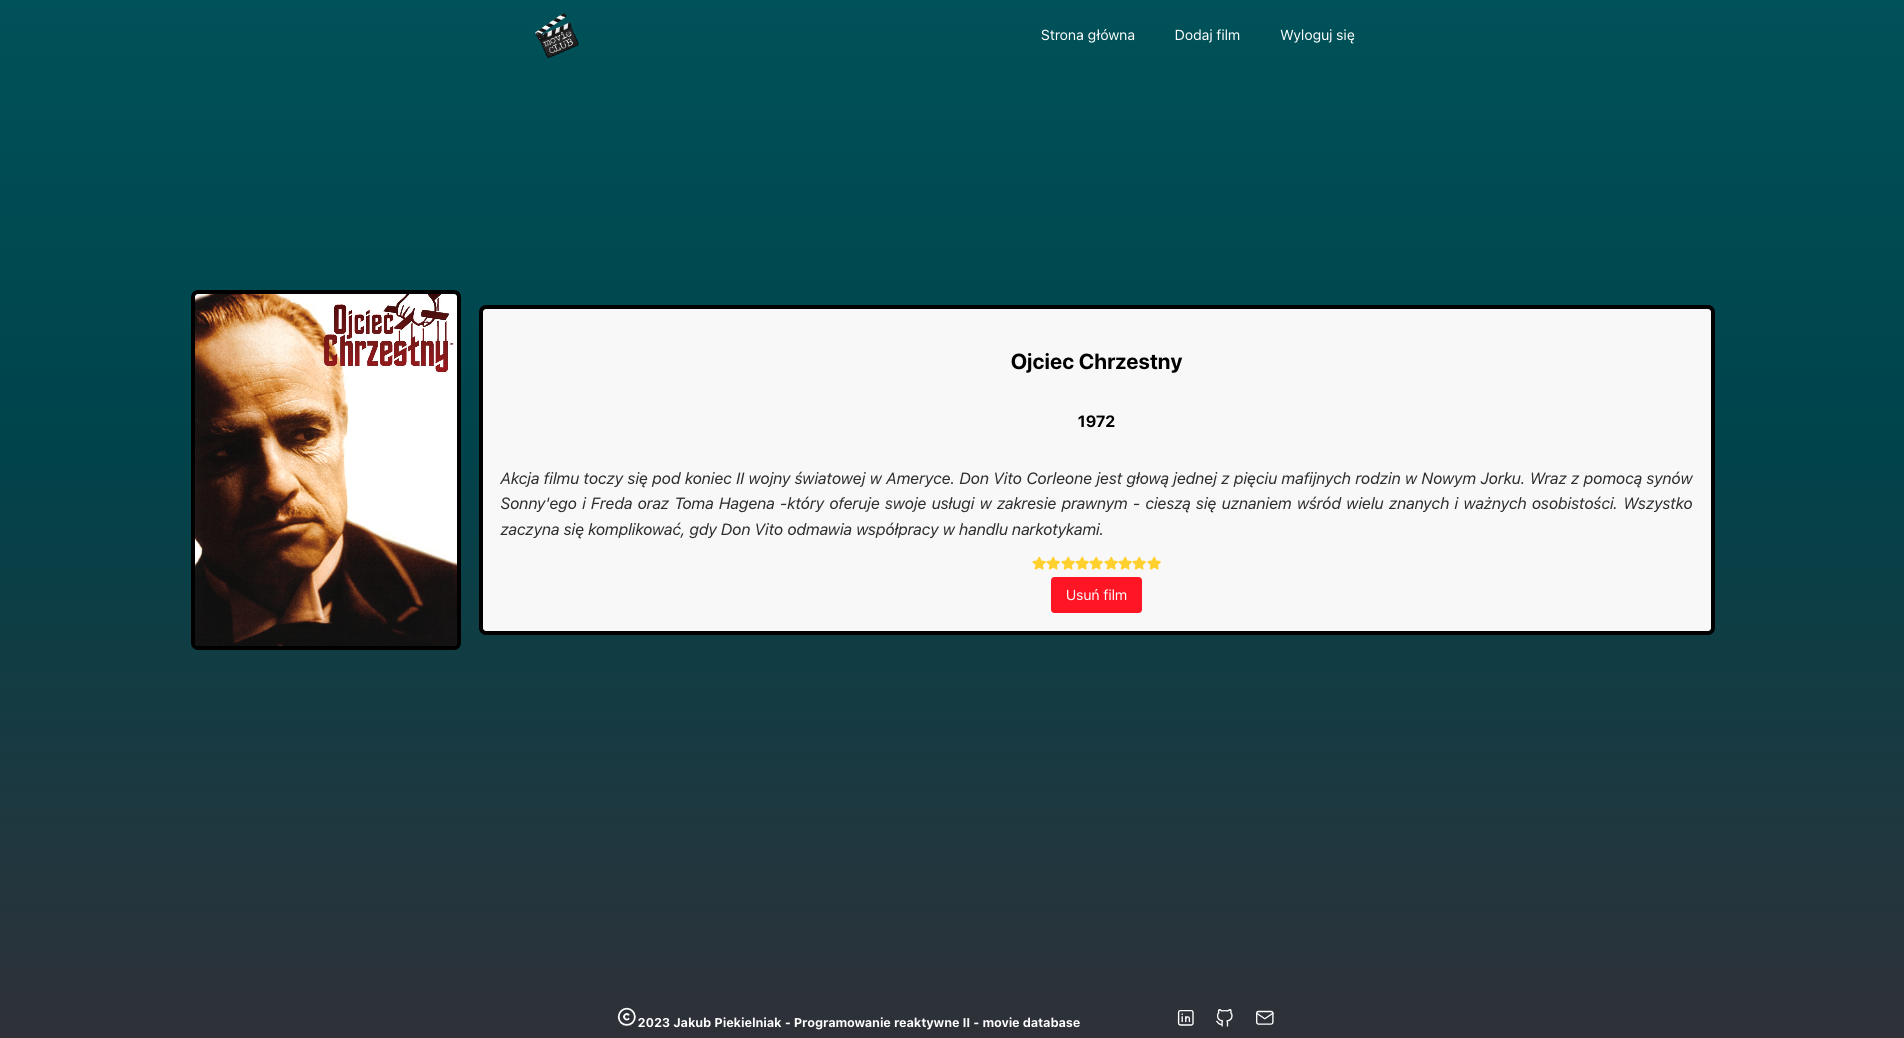 movie
CLUB
Strona główna
Dodaj film
Wyloguj się
Ojciec
Chrzestny
Ojciec Chrzestny
1972
Akcja filmu toczy się pod koniec II wojny światowej w Ameryce. Don Vito Corleone jest głową jednej z pięciu mafijnych rodzin w Nowym Jorku. Wraz z pomocą synów
Sonny'ego i Freda oraz Toma Hagena -który oferuje swoje usługi w zakresie prawnym - cieszą się uznaniem wśród wielu znanych i ważnych osobistości. Wszystko
zaczyna się komplikować, gdy Don Vito odmawia współpracy w handlu narkotykami.
Usuń film
© 2023 Jakub Piekielniak - Programowanie reaktywne II - movie database